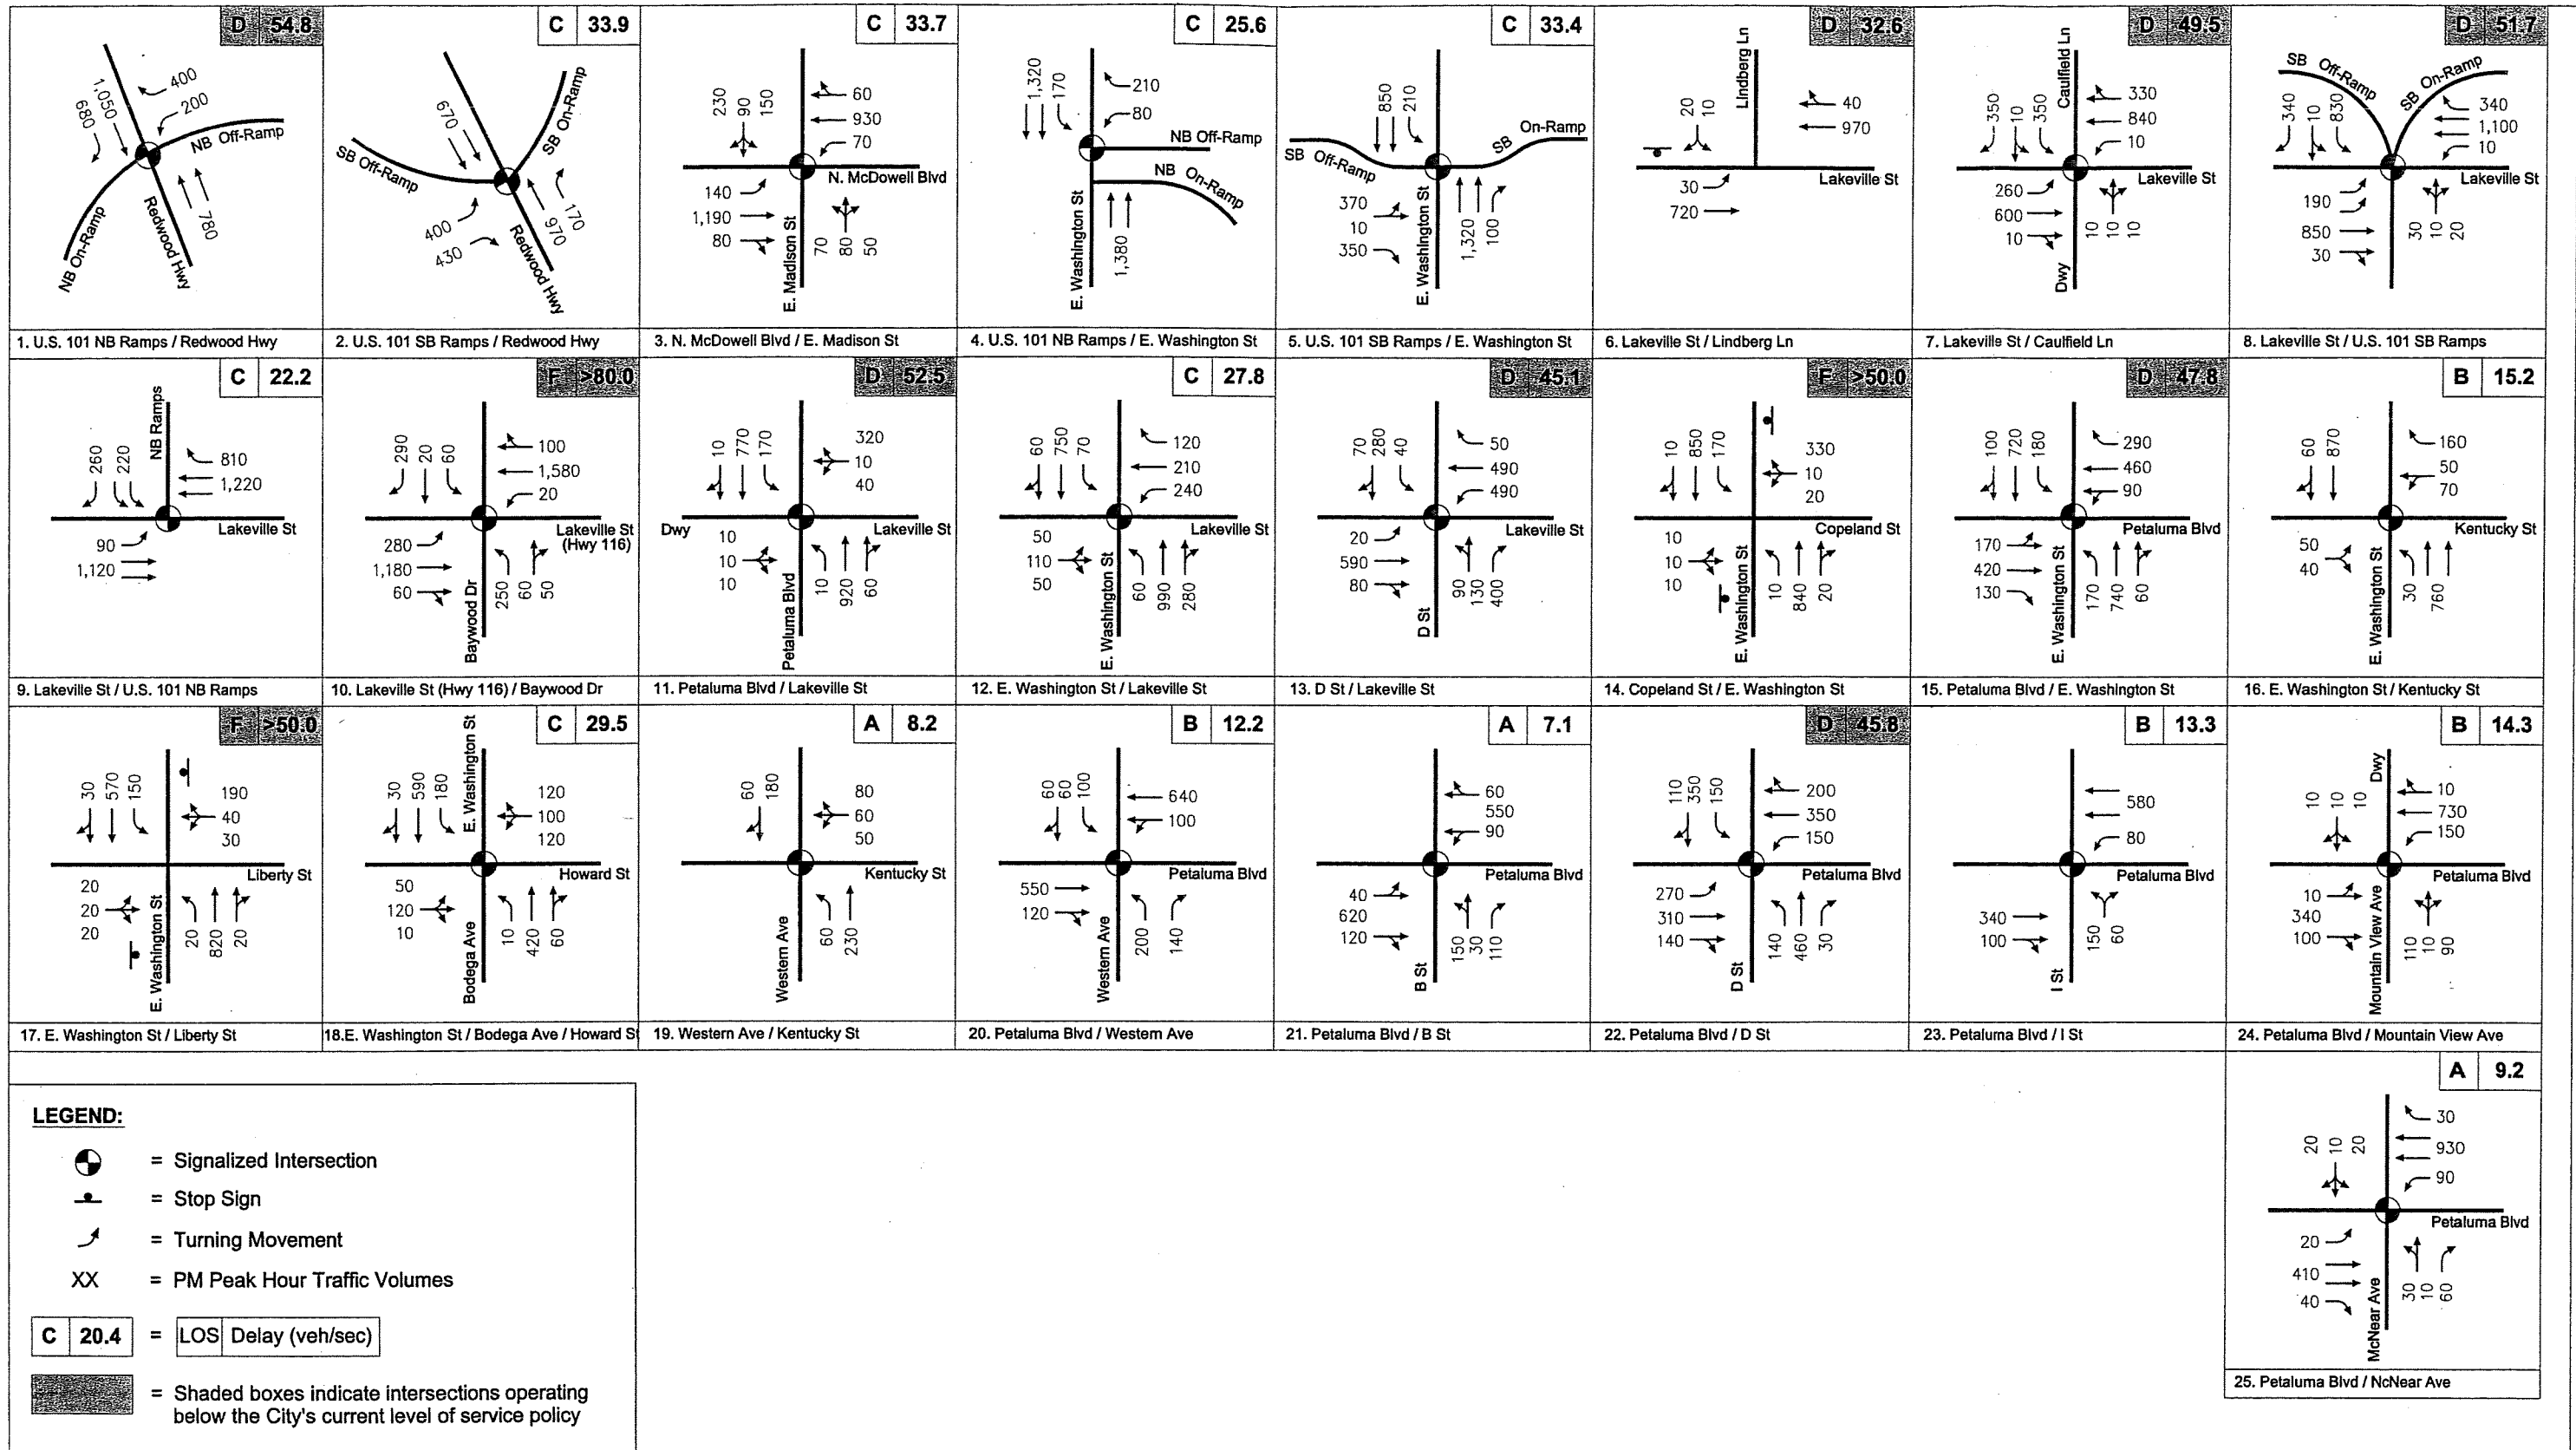 D 54.8
1,050
680
400
200
NB Off-Ramp
NB On-Ramp
Redwood Hwy
780
1. U.S. 101 NB Ramps / Redwood Hwy
C 33.9
670
SB On-Ramp
SB Off-Ramp
400
430
170
970
Redwood Hwy
2. U.S. 101 SB Ramps / Redwood Hwy
C 33.7
230 90 150
60
930
70
N. McDowell Blvd
140
1,190
80
E. Madison St
70 80 50
3. N. McDowell Blvd / E. Madison St
C 25.6
1,320 170
210
80
NB Off-Ramp
NB On-Ramp
E. Washington St
1,380
4. U.S. 101 NB Ramps / E. Washington St
C 33.4
850 210
SB On-Ramp
SB Off-Ramp
370
10
350
E. Washington St
1,320 100
5. U.S. 101 SB Ramps / E. Washington St
D 32.6
Lindberg Ln
20 10
40
970
Lakeville St
30
720
6. Lakeville St / Lindberg Ln
D 49.5
Caulfield Ln
350 10 350
330
840
10
Lakeville St
260
600
10
Dwy
10 10 10
7. Lakeville St / Caulfield Ln
D 51.7
SB Off-Ramp
SB On-Ramp
340 10 830
340
1,100
10
Lakeville St
190
850
30
30 10 20
8. Lakeville St / U.S. 101 SB Ramps
C 22.2
NB Ramps
260 220
810
1,220
Lakeville St
90
1,120
9. Lakeville St / U.S. 101 NB Ramps
F >80.0
290 20 60
100
1,580
20
Lakeville St
(Hwy 116)
280
1,180
60
Baywood Dr
250 60 50
10. Lakeville St (Hwy 116) / Baywood Dr
D 52.5
10 770 170
320
10
40
Dwy
Lakeville St
10
10
10
Petaluma Blvd
10 920 60
11. Petaluma Blvd / Lakeville St
C 27.8
60 750 70
120
210
240
Lakeville St
50
110
50
E. Washington St
60 990 280
12. E. Washington St / Lakeville St
D 45.1
70 280 40
50
490
490
Lakeville St
20
590
80
D St
90 130 400
13. D St / Lakeville St
F >50.0
10 850 170
330
10
20
Copeland St
10
10
10
E. Washington St
10 840 20
14. Copeland St / E. Washington St
D 47.8
100 720 180
290
460
90
Petaluma Blvd
170
420
130
E. Washington St
170 740 60
15. Petaluma Blvd / E. Washington St
B 15.2
60 870
160
50
70
Kentucky St
50
40
E. Washington St
30 760
16. E. Washington St / Kentucky St
F >50.0
30 570 150
190
40
30
Liberty St
20
20
20
E. Washington St
20 820 20
17. E. Washington St / Liberty St
C 29.5
E. Washington St
30 590 180
120
100
120
Howard St
50
120
10
Bodega Ave
10 420 60
18.E. Washington St / Bodega Ave / Howard St
A 8.2
60 180
80
60
50
Kentucky St
Western Ave
60 230
19. Western Ave / Kentucky St
B 12.2
60 60 100
640
100
Petaluma Blvd
550
120
Western Ave
200 140
20. Petaluma Blvd / Western Ave
A 7.1
60
550
90
Petaluma Blvd
40
620
120
B St
150 30 110
21. Petaluma Blvd / B St
D 45.8
110 350 150
200
350
150
Petaluma Blvd
270
310
140
D St
140 460 30
22. Petaluma Blvd / D St
B 13.3
580
80
Petaluma Blvd
340
100
I St
150 60
23. Petaluma Blvd / I St
B 14.3
Dwy
10 10 10
10
730
150
Petaluma Blvd
10
340
100
Mountain View Ave
110 10 90
24. Petaluma Blvd / Mountain View Ave
A 9.2
20 10 20
30
930
90
Petaluma Blvd
20
410
40
McNear Ave
30 10 60
25. Petaluma Blvd / NcNear Ave
LEGEND:
= Signalized Intersection
= Stop Sign
= Turning Movement
XX = PM Peak Hour Traffic Volumes
C 20.4 = LOS Delay (veh/sec)
= Shaded boxes indicate intersections operating
below the City's current level of service policy